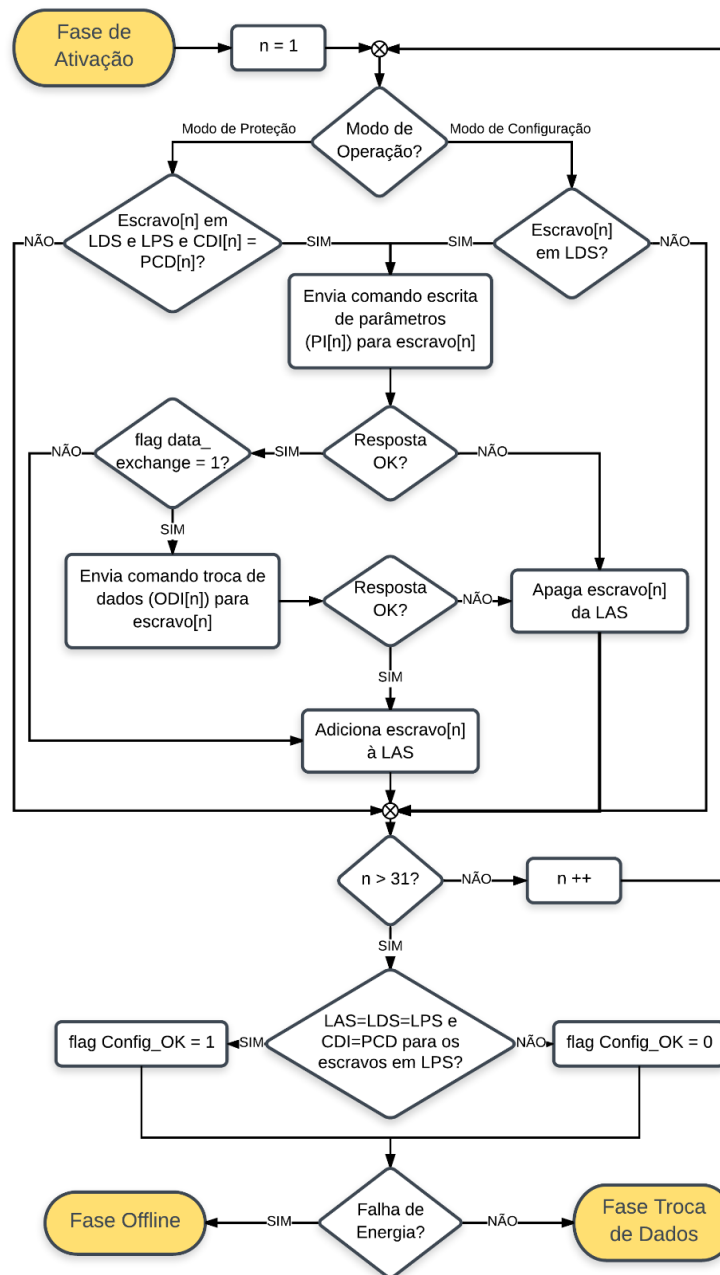 Fase de
Ativação
n = 1
Modo de
Operação?
Modo de Proteção
Modo de Configuração
Escravo[n] em
LDS e LPS e CDI[n] =
PCD[n]?
Escravo[n]
em LDS?
NÃO
SIM
SIM
NÃO
Envia comando escrita
de parâmetros
(PI[n]) para escravo[n]
flag data_
exchange = 1?
Resposta
OK?
NÃO
SIM
NÃO
SIM
Envia comando troca de
dados (ODI[n]) para
escravo[n]
Resposta
OK?
NÃO
Apaga escravo[n]
da LAS
SIM
Adiciona escravo[n]
à LAS
n > 31?
NÃO
n ++
SIM
LAS=LDS=LPS e
CDI=PCD para os
escravos em LPS?
flag Config_OK = 1
SIM
NÃO
flag Config_OK = 0
Falha de
Energia?
Fase Offline
SIM
NÃO
Fase Troca
de Dados